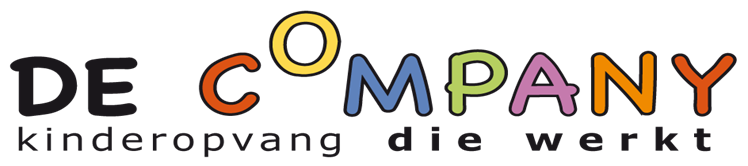 DE COMPANY
kinderopvang die werkt